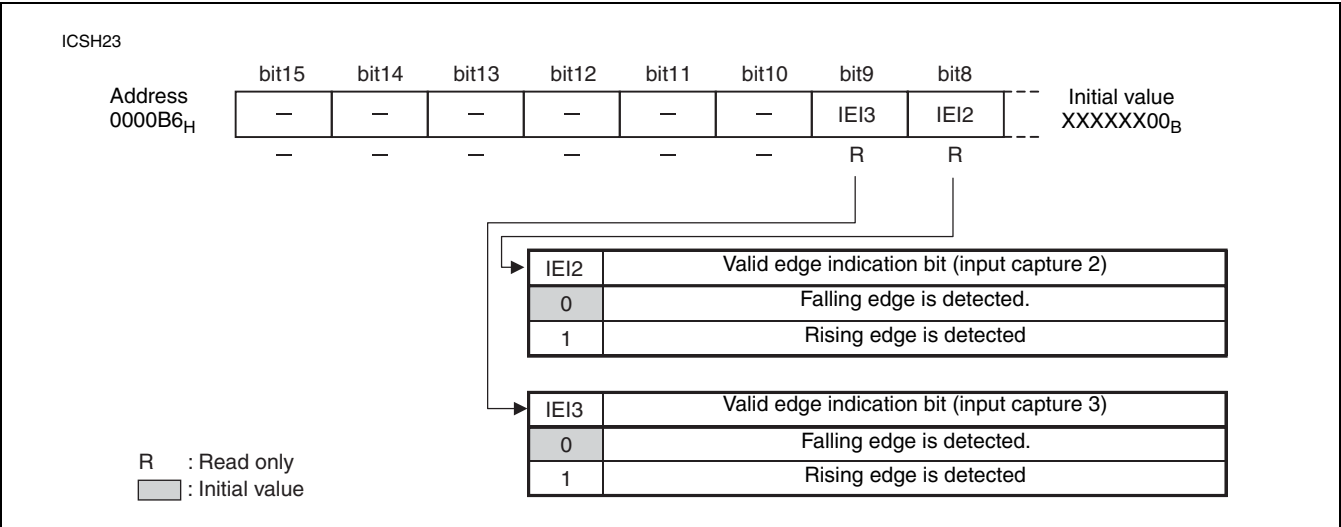 ICSH23
bit15 bit14 bit13 bit12 bit11 bit10 bit9 bit8
Address
0000B6H
– – – – – – IEI3 IEI2
Initial value
XXXXXX00B
– – – – – – R R
IEI2 Valid edge indication bit (input capture 2)
0 Falling edge is detected.
1 Rising edge is detected
IEI3 Valid edge indication bit (input capture 3)
0 Falling edge is detected.
1 Rising edge is detected
R : Read only
: Initial value